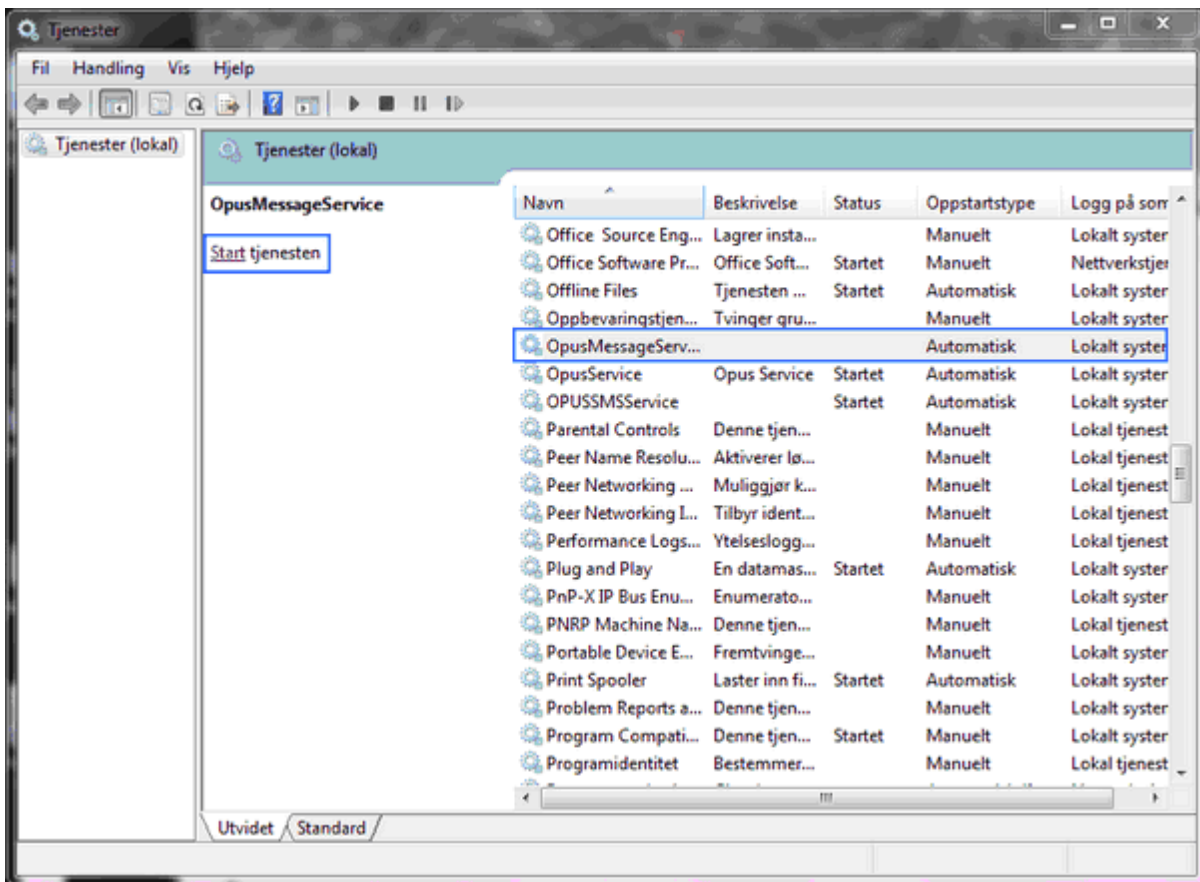 Tjenester
Fil Handling Vis Hjelp
Tjenester (lokal)
Tjenester (lokal)
OpusMessageService
Start tjenesten
Navn Beskrivelse Status Oppstartstype Logg på som
Office Source Eng... Lagrer insta... Manuelt Lokalt syster
Office Software Pr... Office Soft... Startet Manuelt Nettverkstjer
Offline Files Tjenesten ... Startet Automatisk Lokalt syster
Oppbevaringstjen... Tvinger gru... Manuelt Lokalt syster
OpusMessageServ... Automatisk Lokalt syster
OpusService Opus Service Startet Automatisk Lokalt syster
OPUSSMSService Startet Automatisk Lokalt syster
Parental Controls Denne tjen... Manuelt Lokal tjenest
Peer Name Resolu... Aktiverer lø... Manuelt Lokal tjenest
Peer Networking ... Muliggjør k... Manuelt Lokal tjenest
Peer Networking I... Tilbyr ident... Manuelt Lokal tjenest
Performance Logs... Ytelseslogg... Manuelt Lokal tjenest
Plug and Play En datamas... Startet Automatisk Lokalt syster
PnP-X IP Bus Enu... Enumerato... Manuelt Lokalt syster
PNRP Machine Na... Denne tjen... Manuelt Lokal tjenest
Portable Device E... Fremtvinge... Manuelt Lokalt syster
Print Spooler Laster inn fi... Startet Automatisk Lokalt syster
Problem Reports a... Denne tjen... Manuelt Lokalt syster
Program Compati... Denne tjen... Startet Manuelt Lokalt syster
Programidentitet Bestemmer... Manuelt Lokal tjenest
Utvidet Standard